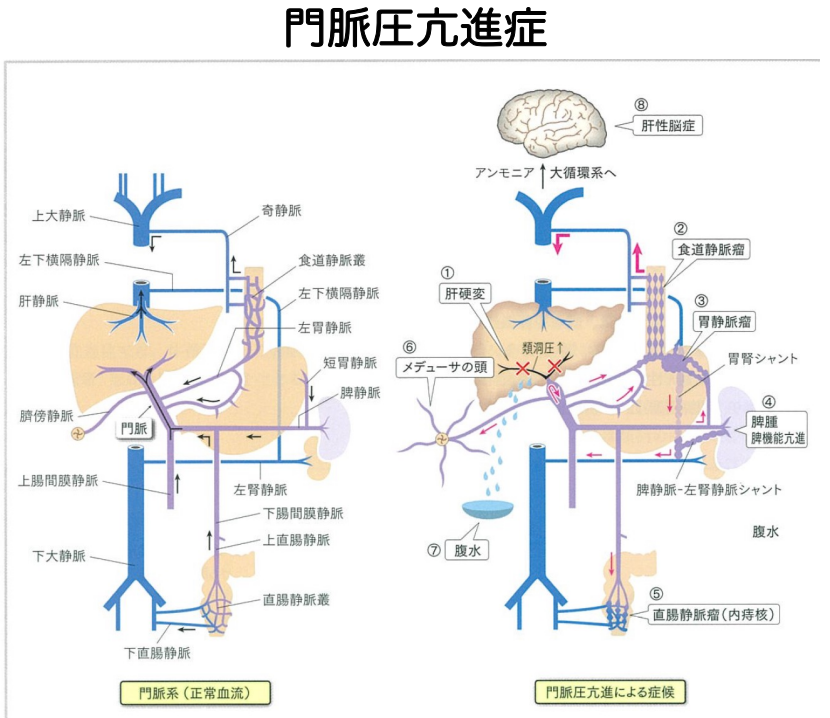 門脈圧亢進症
⑧
肝性脳症
アンモニア
大循環系へ
上大静脈
奇静脈
左下横隔静脈
食道静脈叢
左下横隔静脈
肝静脈
左胃静脈
短胃静脈
脾静脈
臍傍静脈
門脈
上腸間膜静脈
左腎静脈
下腸間膜静脈
上直腸静脈
下大静脈
直腸静脈叢
下直腸静脈
門脈系（正常血流）
②
食道静脈瘤
①
肝硬変
③
胃静脈瘤
類洞圧↑
⑥
メデューサの頭
胃腎シャント
④
脾腫
脾機能亢進
脾静脈-左腎静脈シャント
⑦
腹水
腹水
⑤
直腸静脈瘤（内痔核）
門脈圧亢進による症候